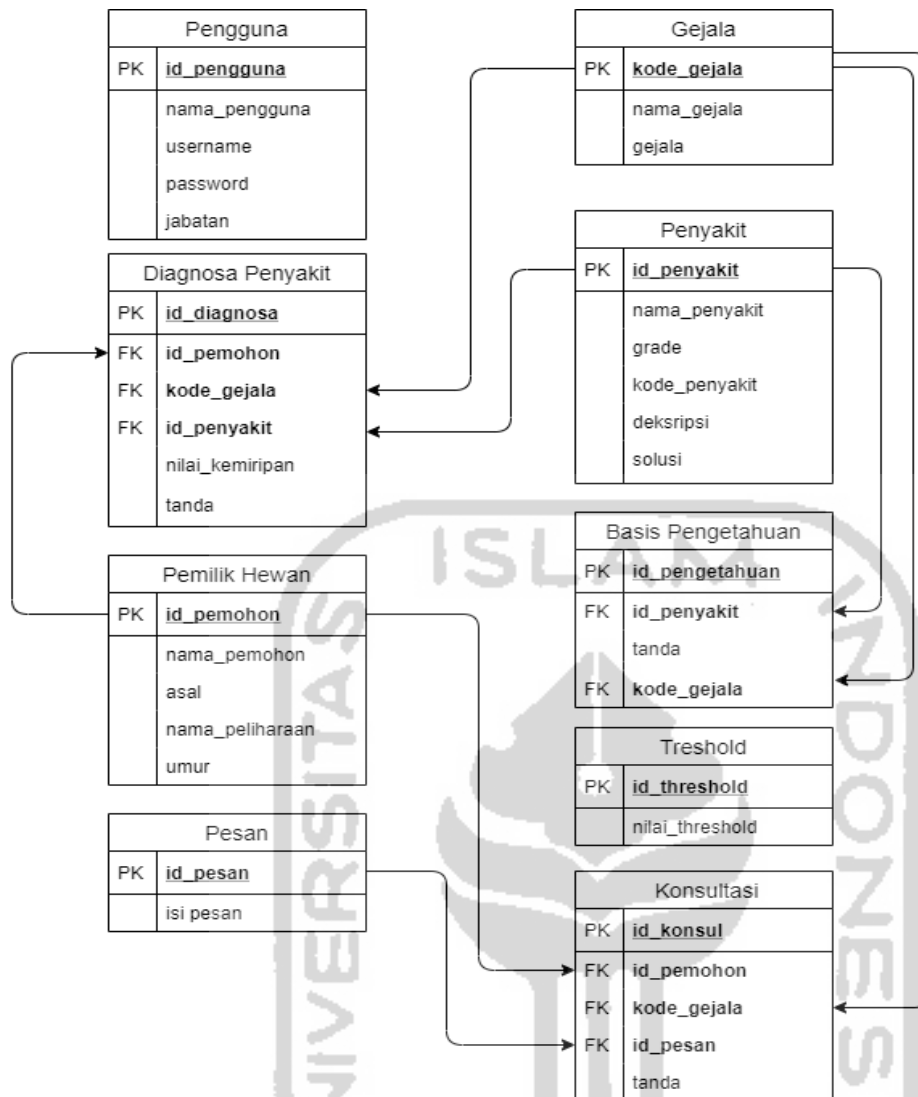 Pengguna
PK id_pengguna
nama_pengguna
username
password
jabatan
Diagnosa Penyakit
PK id_diagnosa
FK id_pemohon
FK kode_gejala
FK id_penyakit
nilai_kemiripan
tanda
Pemilik Hewan
PK id_pemohon
nama_pemohon
asal
nama_peliharaan
umur
Pesan
PK id_pesan
isi pesan
Gejala
PK kode_gejala
nama_gejala
gejala
Penyakit
PK id_penyakit
nama_penyakit
grade
kode_penyakit
deksripsi
solusi
Basis Pengetahuan
PK id_pengetahuan
FK id_penyakit
tanda
FK kode_gejala
Treshold
PK id_threshold
nilai_threshold
Konsultasi
PK id_konsul
FK id_pemohon
FK kode_gejala
FK id_pesan
tanda
UNIVERSITAS
ISLAM
INDONES